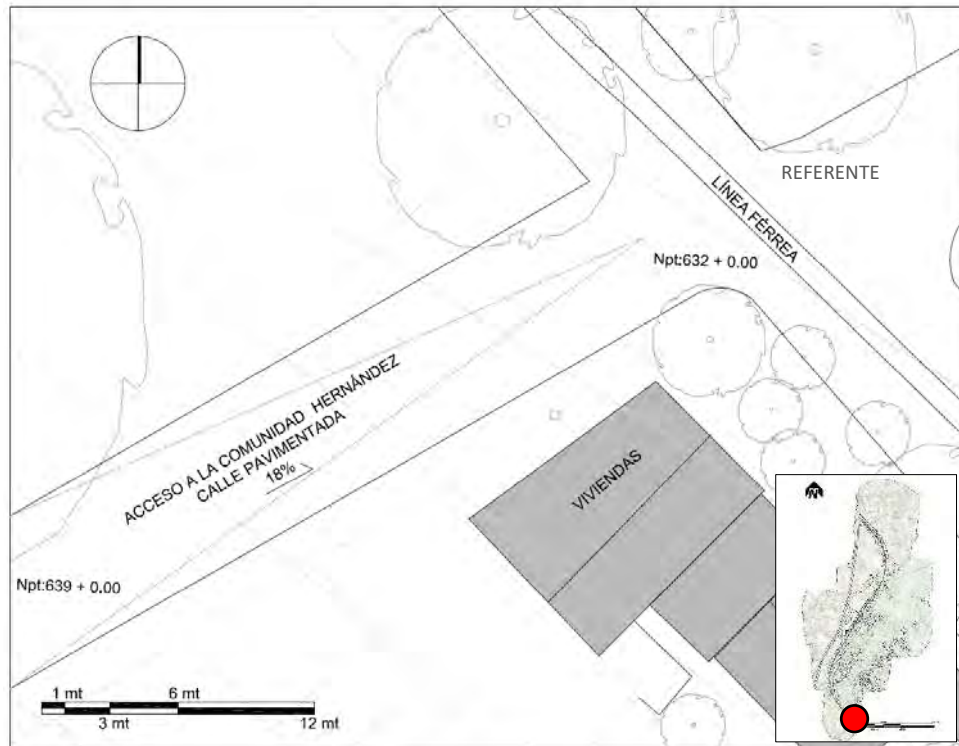 REFERENTE
LÍNEA FÉRREA
Npt:632 + 0.00
ACCESO A LA COMUNIDAD HERNÁNDEZ
CALLE PAVIMENTADA
18%
VIVIENDAS
Npt:639 + 0.00
1 mt
6 mt
3 mt
12 mt
N